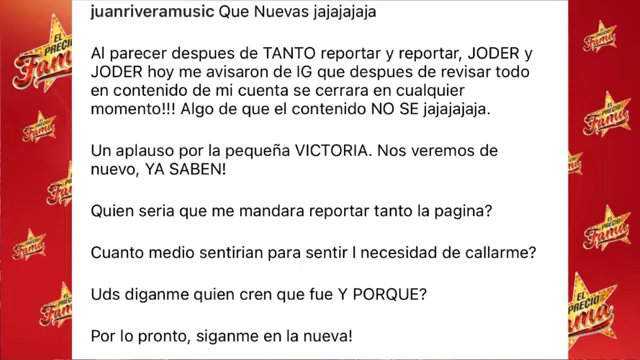 juanriveramusic Que Nuevas jajajajaja
Al parecer despues de TANTO reportar y reportar, JODER y
JODER hoy me avisaron de IG que despues de revisar todo
en contenido de mi cuenta se cerrara en cualquier
momento!!! Algo de que el contenido NO SE jajajajaja.
Un aplauso por la pequeña VICTORIA. Nos veremos de
nuevo, YA SABEN!
Quien seria que me mandara reportar tanto la pagina?
Cuanto medio sentirian para sentir l necesidad de callarme?
Uds diganme quien cren que fue Y PORQUE?
Por lo pronto, siganme en la nueva!
EL PRECIO
Fama
EL PRECIO
Fama